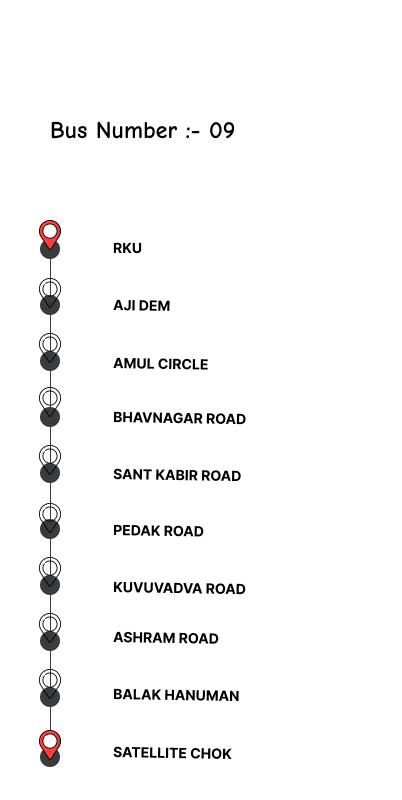 Bus Number :- 09
RKU
AJI DEM
AMUL CIRCLE
BHAVNAGAR ROAD
SANT KABIR ROAD
PEDAK ROAD
KUVUVADVA ROAD
ASHRAM ROAD
BALAK HANUMAN
SATELLITE CHOK